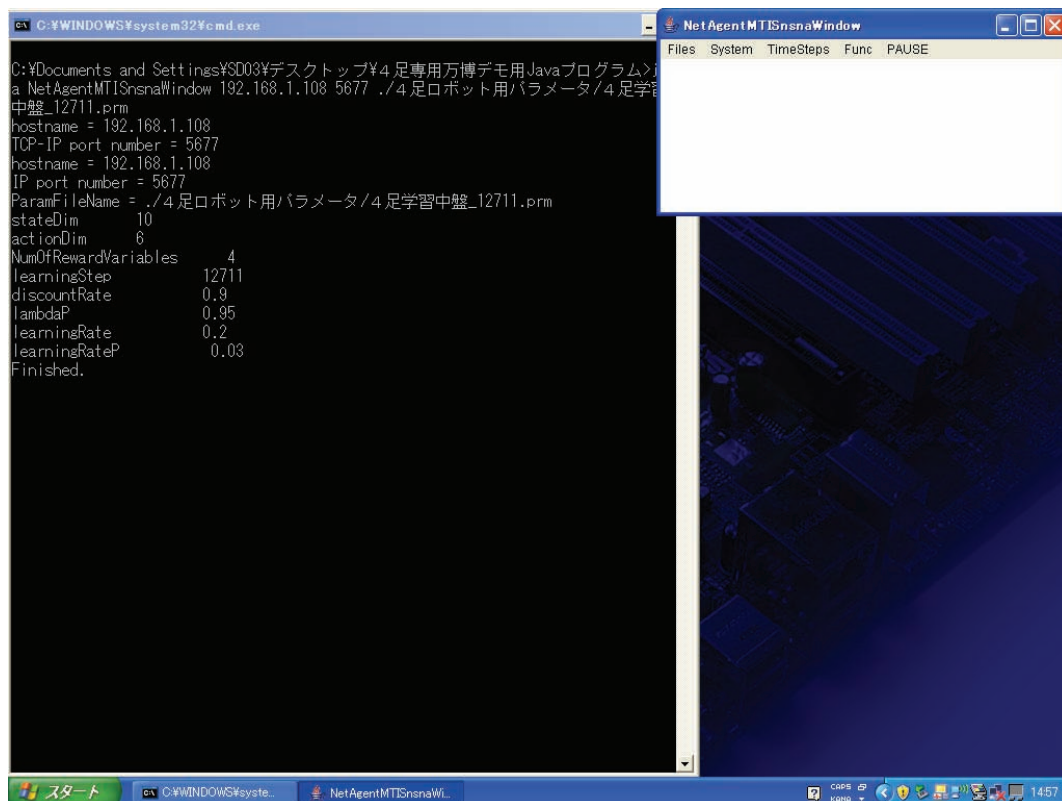 C:¥WINDOWS¥system32¥cmd.exe
C:¥Documents and Settings¥SD03¥デスクトップ¥４足専用万博デモ用Javaプログラム>
a NetAgentMTISnsnaWindow 192.168.1.108 5677 ./４足ロボット用パラメータ/４足学
中盤_12711.prm
hostname = 192.168.1.108
TCP-IP port number = 5677
hostname = 192.168.1.108
IP port number = 5677
ParamFileName = ./４足ロボット用パラメータ/４足学習中盤_12711.prm
stateDim 10
actionDim 6
NumOfRewardVariables 4
learningStep 12711
discountRate 0.9
lambdaP 0.95
learningRate 0.2
learningRateP 0.03
Finished.
NetAgentMTISnsnaWindow
Files System TimeSteps Func PAUSE
スタート
C:¥WINDOWS¥syste...
NetAgentMTISnsnaWi...
CAPS
KANA
14:57